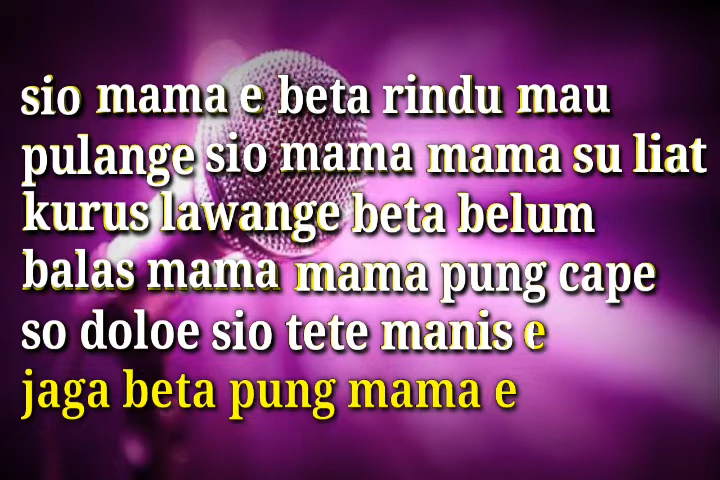 sio mama e beta rindu mau
pulange sio mama mama su liat
kurus lawange beta belum
balas mama mama pung cape
so doloe sio tete manis e
jaga beta pung mama e